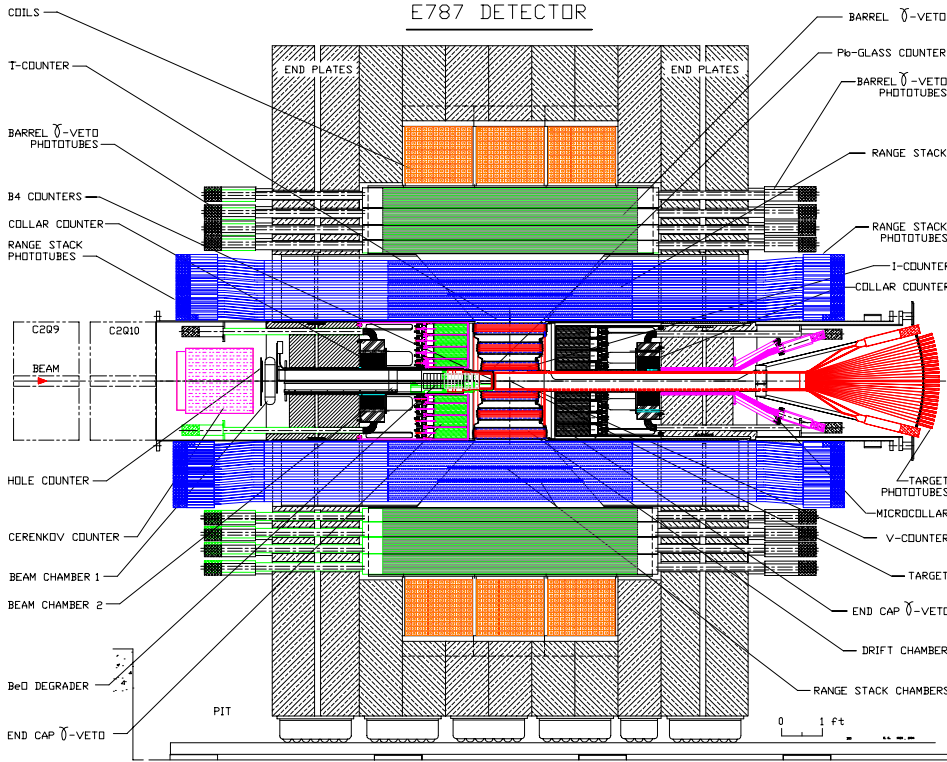 E787 DETECTOR
COILS
T-COUNTER
BARREL γ-VETO
PHOTOTUBES
B4 COUNTERS
COLLAR COUNTER
RANGE STACK
PHOTOTUBES
END PLATES
END PLATES
BARREL γ-VETO
Pb-GLASS COUNTER
BARREL γ-VETO
PHOTOTUBES
RANGE STACK
RANGE STACK
PHOTOTUBES
I-COUNTER
COLLAR COUNTER
C2Q9
C2Q10
BEAM
HOLE COUNTER
CERENKOV COUNTER
BEAM CHAMBER 1
BEAM CHAMBER 2
BeO DEGRADER
END CAP γ-VETO
PIT
TARGET
PHOTOTUBES
MICROCOLLAR
V-COUNTER
TARGET
END CAP γ-VETO
DRIFT CHAMBER
RANGE STACK CHAMBERS
0 1 ft